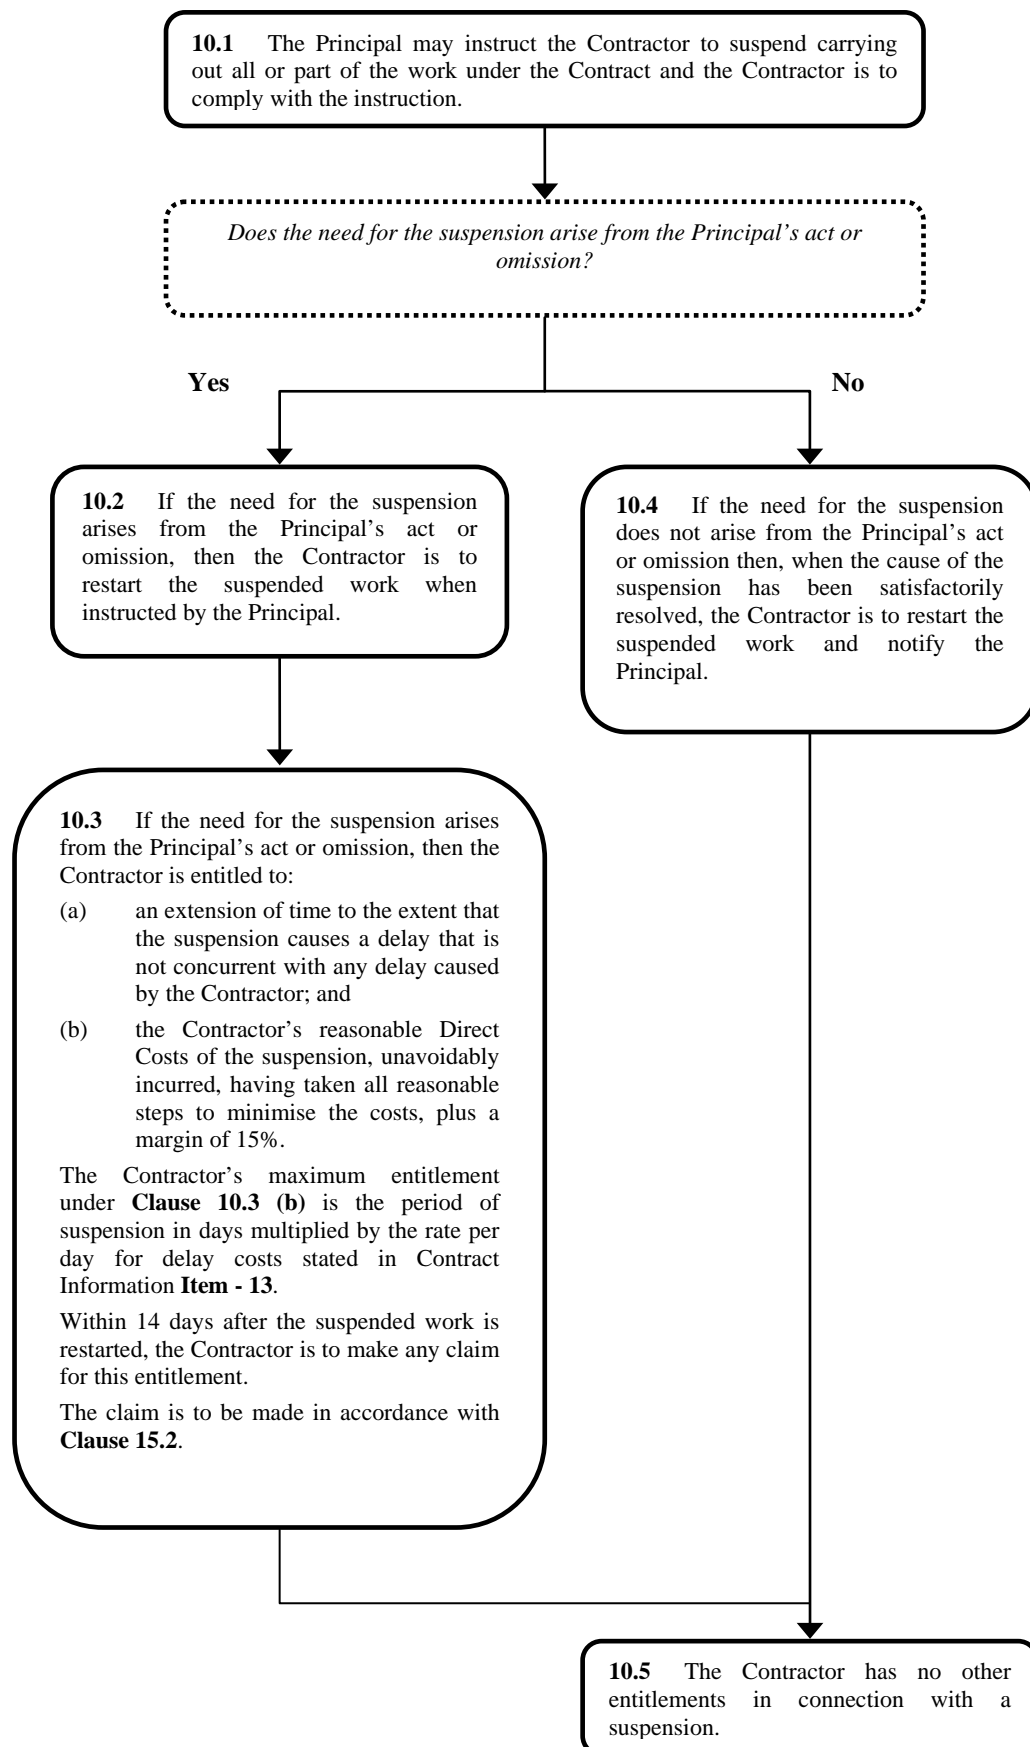 10.1 The Principal may instruct the Contractor to suspend carrying
out all or part of the work under the Contract and the Contractor is to
comply with the instruction.
Does the need for the suspension arise from the Principal's act or
omission?
Yes
No
10.2 If the need for the suspension
arises from the Principal's act or
omission, then the Contractor is to
restart the suspended work when
instructed by the Principal.
10.4 If the need for the suspension
does not arise from the Principal's act
or omission then, when the cause of the
suspension has been satisfactorily
resolved, the Contractor is to restart the
suspended work and notify the
Principal.
10.3 If the need for the suspension arises
from the Principal's act or omission, then the
Contractor is entitled to:
(a) an extension of time to the extent that
the suspension causes a delay that is
not concurrent with any delay caused
by the Contractor; and
(b) the Contractor's reasonable Direct
Costs of the suspension, unavoidably
incurred, having taken all reasonable
steps to minimise the costs, plus a
margin of 15%.
The Contractor's maximum entitlement
under Clause 10.3 (b) is the period of
suspension in days multiplied by the rate per
day for delay costs stated in Contract
Information Item - 13.
Within 14 days after the suspended work is
restarted, the Contractor is to make any claim
for this entitlement.
The claim is to be made in accordance with
Clause 15.2.
10.5 The Contractor has no other
entitlements in connection with a
suspension.